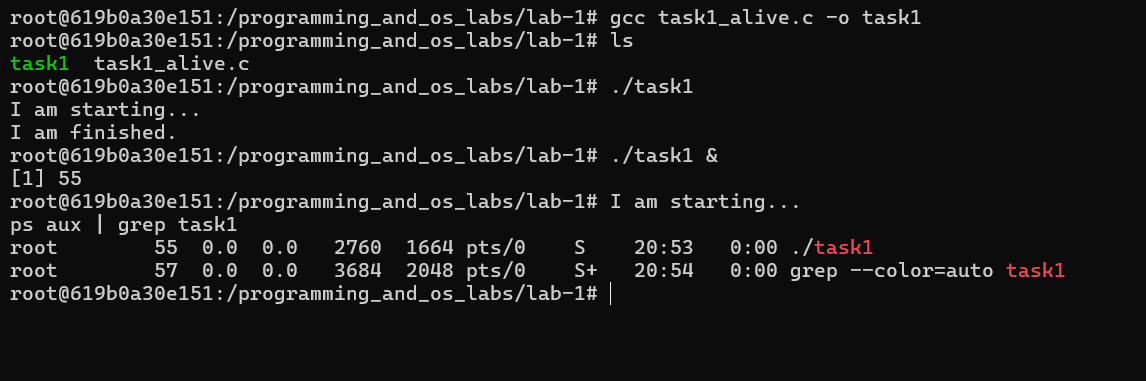 root@619b0a30e151:/programming_and_os_labs/lab-1# gcc task1_alive.c -o task1
root@619b0a30e151:/programming_and_os_labs/lab-1# ls
task1  task1_alive.c
root@619b0a30e151:/programming_and_os_labs/lab-1# ./task1
I am starting...
I am finished.
root@619b0a30e151:/programming_and_os_labs/lab-1# ./task1 &
[1] 55
root@619b0a30e151:/programming_and_os_labs/lab-1# I am starting...
ps aux | grep task1
root        55  0.0  0.0   2760  1664 pts/0    S    20:53   0:00 ./task1
root        57  0.0  0.0   3684  2048 pts/0    S+   20:54   0:00 grep --color=auto task1
root@619b0a30e151:/programming_and_os_labs/lab-1#